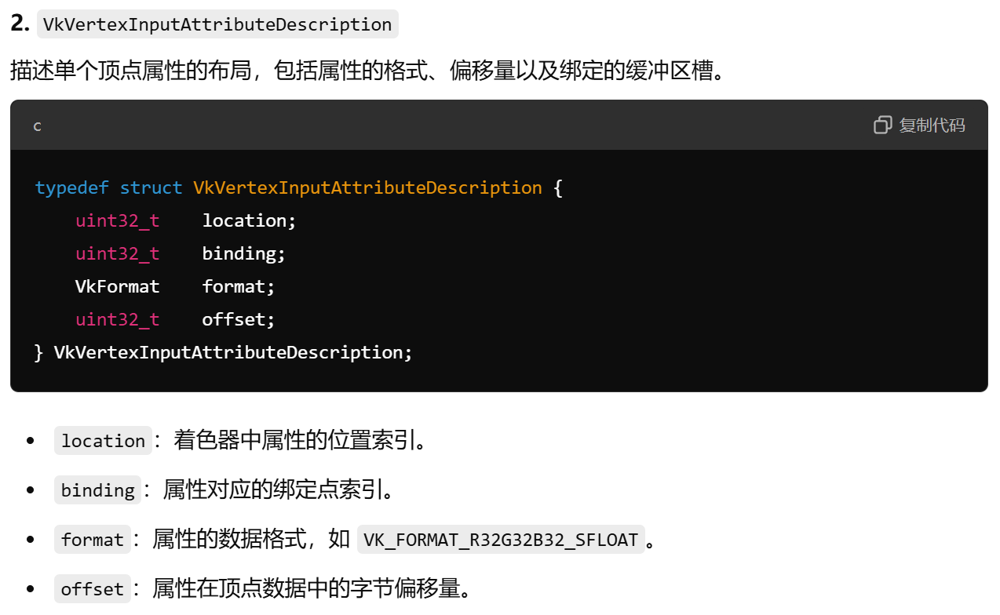 2. VkVertexInputAttributeDescription
描述单个顶点属性的布局，包括属性的格式、偏移量以及绑定的缓冲区槽。
c 复制代码
typedef struct VkVertexInputAttributeDescription {
    uint32_t    location;
    uint32_t    binding;
    VkFormat    format;
    uint32_t    offset;
} VkVertexInputAttributeDescription;
• location：着色器中属性的位置索引。
• binding：属性对应的绑定点索引。
• format：属性的数据格式，如 VK_FORMAT_R32G32B32_SFLOAT。
• offset：属性在顶点数据中的字节偏移量。